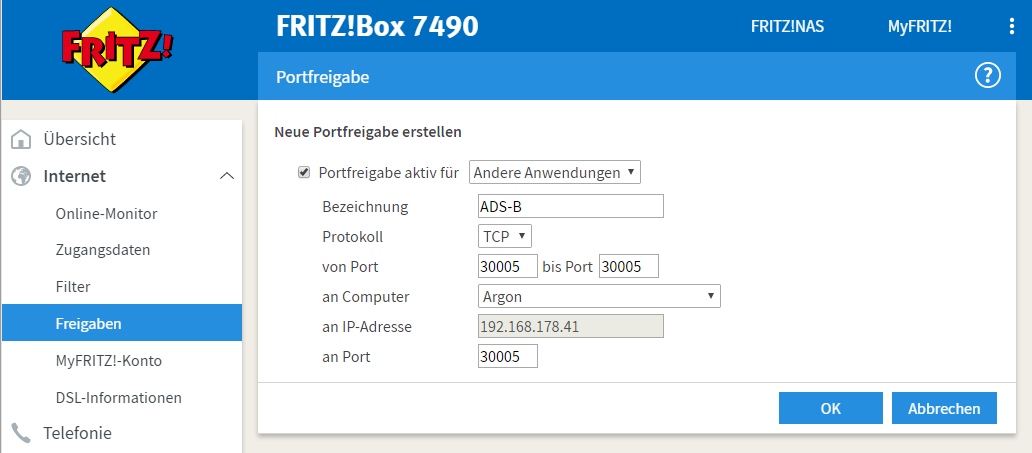 FRITZ!
FRITZ!Box 7490
FRITZ!NAS
MyFRITZ!
Portfreigabe
?
Übersicht
Internet
Online-Monitor
Zugangsdaten
Filter
Freigaben
MyFRITZ!-Konto
DSL-Informationen
Telefonie
Neue Portfreigabe erstellen
Portfreigabe aktiv für Andere Anwendungen
Bezeichnung ADS-B
Protokoll TCP
von Port 30005 bis Port 30005
an Computer Argon
an IP-Adresse 192.168.178.41
an Port 30005
OK Abbrechen